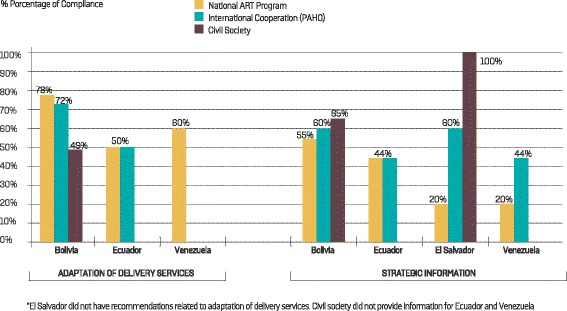 % Porcentage of Compliance
National ART Program
International Cooperation (PAHO)
Civil Society
100%
90%
80%
70%
60%
50%
40%
30%
20%
10%
0%
78%
72%
49%
50%
60%
55%
60%
65%
44%
20%
60%
100%
20%
44%
Bolivia
Ecuador
Venezuela
Bolivia
Ecuador
El Salvador
Venezuela
ADAPTATION OF DELIVERY SERVICES
STRATEGIC INFORMATION
*El Salvador did not have recommendations related to adaptation of delivery services. Civil society did not provide information for Ecuador and Venezuela